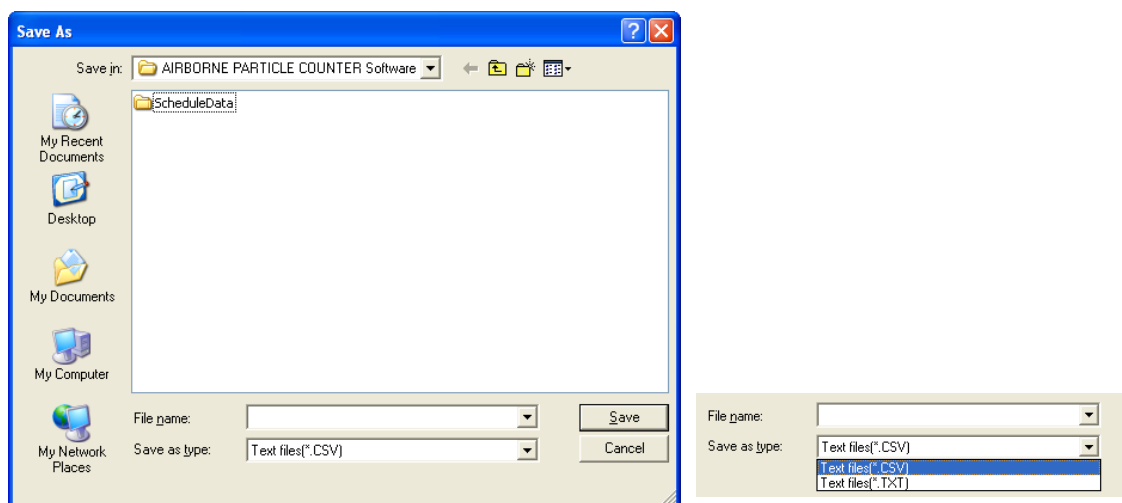 Save As
Save in: AIRBORNE PARTICLE COUNTER Software
ScheduleData
My Recent
Documents
Desktop
My Documents
My Computer
My Network
Places
File name:
Save
Save as type: Text files(*.CSV)
Cancel
File name:
Save as type: Text files(*.CSV)
Text files(*.CSV)
Text files(*.TXT)